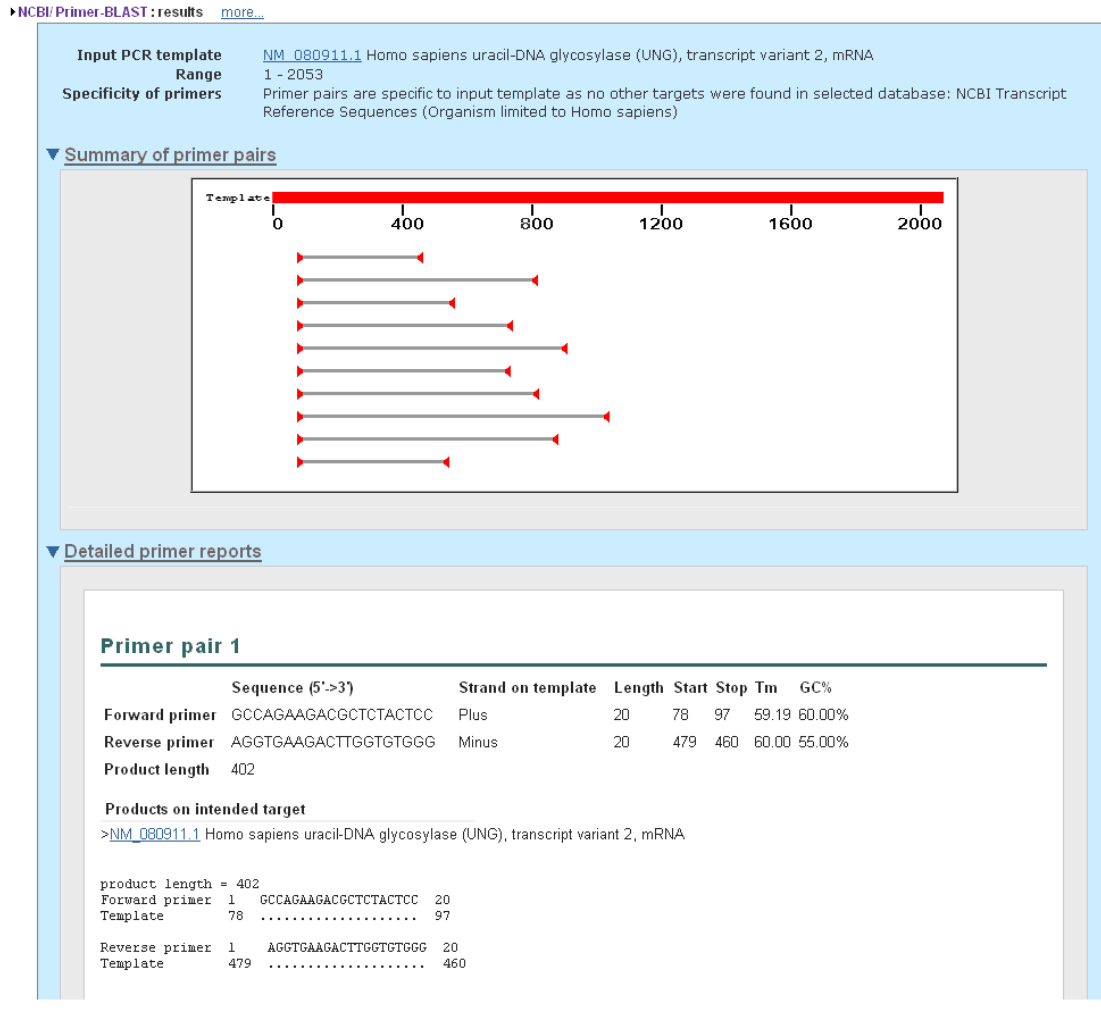 NCBI/ Primer-BLAST : results more...
Input PCR template NM_080911.1 Homo sapiens uracil-DNA glycosylase (UNG), transcript variant 2, mRNA
Range 1 - 2053
Specificity of primers Primer pairs are specific to input template as no other targets were found in selected database: NCBI Transcript
Reference Sequences (Organism limited to Homo sapiens)
Summary of primer pairs
Template
0 400 800 1200 1600 2000
Detailed primer reports
Primer pair 1
Sequence (5'->3') Strand on template Length Start Stop Tm GC%
Forward primer GCCAGAAGACGCTCTACTCC Plus 20 78 97 59.19 60.00%
Reverse primer AGGTGAAGACTTGGTGTGGG Minus 20 479 460 60.00 55.00%
Product length 402
Products on intended target
>NM_080911.1 Homo sapiens uracil-DNA glycosylase (UNG), transcript variant 2, mRNA
product length = 402
Forward primer 1 GCCAGAAGACGCTCTACTCC 20
Template 78 .................... 97
Reverse primer 1 AGGTGAAGACTTGGTGTGGG 20
Template 479 .................... 460